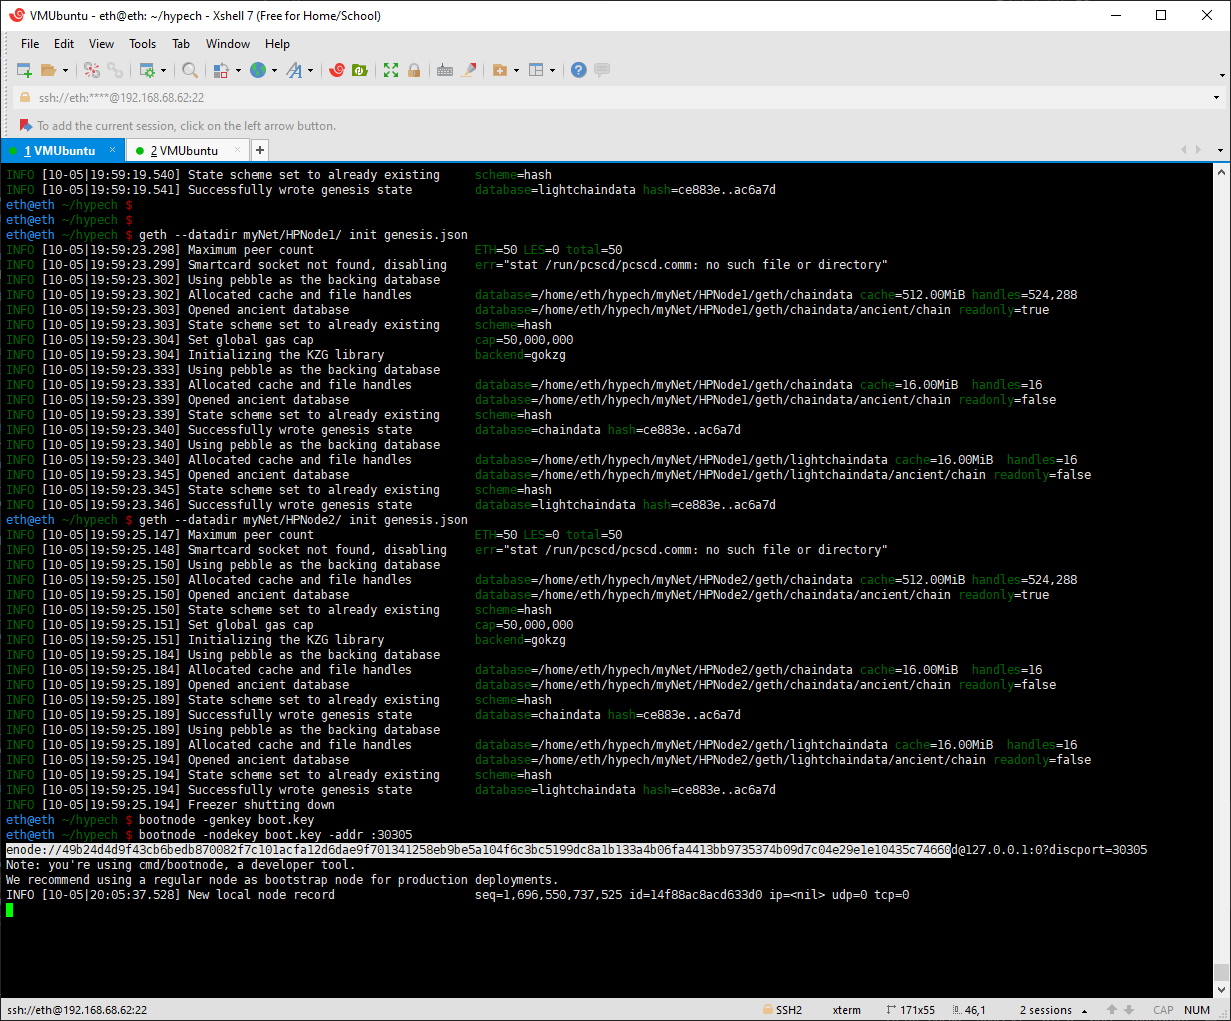 VMUbuntu - eth@eth: ~/hypech - Xshell 7 (Free for Home/School)
File Edit View Tools Tab Window Help
ssh://eth:****@192.168.68.62:22
To add the current session, click on the left arrow button.
1 VMUbuntu × 2 VMUbuntu × +
INFO [10-05|19:59:19.540] State scheme set to already existing scheme=hash
INFO [10-05|19:59:19.541] Successfully wrote genesis state database=lightchaindata hash=ce883e..ac6a7d
eth@eth ~/hypech $
eth@eth ~/hypech $
eth@eth ~/hypech $ geth --datadir myNet/HPNode1/ init genesis.json
INFO [10-05|19:59:23.298] Maximum peer count ETH=50 LES=0 total=50
INFO [10-05|19:59:23.299] Smartcard socket not found, disabling err="stat /run/pcscd/pcscd.comm: no such file or directory"
INFO [10-05|19:59:23.302] Using pebble as the backing database
INFO [10-05|19:59:23.302] Allocated cache and file handles database=/home/eth/hypech/myNet/HPNode1/geth/chaindata cache=512.00MiB handles=524,288
INFO [10-05|19:59:23.303] Opened ancient database database=/home/eth/hypech/myNet/HPNode1/geth/chaindata/ancient/chain readonly=true
INFO [10-05|19:59:23.303] State scheme set to already existing scheme=hash
INFO [10-05|19:59:23.304] Set global gas cap cap=50,000,000
INFO [10-05|19:59:23.304] Initializing the KZG library backend=gokzg
INFO [10-05|19:59:23.333] Using pebble as the backing database
INFO [10-05|19:59:23.333] Allocated cache and file handles database=/home/eth/hypech/myNet/HPNode1/geth/chaindata cache=16.00MiB handles=16
INFO [10-05|19:59:23.339] Opened ancient database database=/home/eth/hypech/myNet/HPNode1/geth/chaindata/ancient/chain readonly=false
INFO [10-05|19:59:23.339] State scheme set to already existing scheme=hash
INFO [10-05|19:59:23.340] Successfully wrote genesis state database=chaindata hash=ce883e..ac6a7d
INFO [10-05|19:59:23.340] Using pebble as the backing database
INFO [10-05|19:59:23.340] Allocated cache and file handles database=/home/eth/hypech/myNet/HPNode1/geth/lightchaindata cache=16.00MiB handles=16
INFO [10-05|19:59:23.345] Opened ancient database database=/home/eth/hypech/myNet/HPNode1/geth/lightchaindata/ancient/chain readonly=false
INFO [10-05|19:59:23.345] State scheme set to already existing scheme=hash
INFO [10-05|19:59:23.346] Successfully wrote genesis state database=lightchaindata hash=ce883e..ac6a7d
eth@eth ~/hypech $ geth --datadir myNet/HPNode2/ init genesis.json
INFO [10-05|19:59:25.147] Maximum peer count ETH=50 LES=0 total=50
INFO [10-05|19:59:25.148] Smartcard socket not found, disabling err="stat /run/pcscd/pcscd.comm: no such file or directory"
INFO [10-05|19:59:25.150] Using pebble as the backing database
INFO [10-05|19:59:25.150] Allocated cache and file handles database=/home/eth/hypech/myNet/HPNode2/geth/chaindata cache=512.00MiB handles=524,288
INFO [10-05|19:59:25.150] Opened ancient database database=/home/eth/hypech/myNet/HPNode2/geth/chaindata/ancient/chain readonly=true
INFO [10-05|19:59:25.150] State scheme set to already existing scheme=hash
INFO [10-05|19:59:25.151] Set global gas cap cap=50,000,000
INFO [10-05|19:59:25.151] Initializing the KZG library backend=gokzg
INFO [10-05|19:59:25.184] Using pebble as the backing database
INFO [10-05|19:59:25.184] Allocated cache and file handles database=/home/eth/hypech/myNet/HPNode2/geth/chaindata cache=16.00MiB handles=16
INFO [10-05|19:59:25.189] Opened ancient database database=/home/eth/hypech/myNet/HPNode2/geth/chaindata/ancient/chain readonly=false
INFO [10-05|19:59:25.189] State scheme set to already existing scheme=hash
INFO [10-05|19:59:25.189] Successfully wrote genesis state database=chaindata hash=ce883e..ac6a7d
INFO [10-05|19:59:25.189] Using pebble as the backing database
INFO [10-05|19:59:25.189] Allocated cache and file handles database=/home/eth/hypech/myNet/HPNode2/geth/lightchaindata cache=16.00MiB handles=16
INFO [10-05|19:59:25.194] Opened ancient database database=/home/eth/hypech/myNet/HPNode2/geth/lightchaindata/ancient/chain readonly=false
INFO [10-05|19:59:25.194] State scheme set to already existing scheme=hash
INFO [10-05|19:59:25.194] Successfully wrote genesis state database=lightchaindata hash=ce883e..ac6a7d
INFO [10-05|19:59:25.194] Freezer shutting down
eth@eth ~/hypech $ bootnode -genkey boot.key
eth@eth ~/hypech $ bootnode -nodekey boot.key -addr :30305
enode://49b24d4d9f43cb6bedb870082f7c101acfa12d6dae9f701341258eb9be5a104f6c3bc5199dc8a1b133a4b06fa4413bb9735374b09d7c04e29e1e10435c74660d@127.0.0.1:0?discport=30305
Note: you're using cmd/bootnode, a developer tool.
We recommend using a regular node as bootstrap node for production deployments.
INFO [10-05|20:05:37.528] New local node record seq=1,696,550,737,525 id=14f88ac8acd633d0 ip=<nil> udp=0 tcp=0
ssh://eth@192.168.68.62:22 SSH2 xterm 171x55 46,1 2 sessions CAP NUM